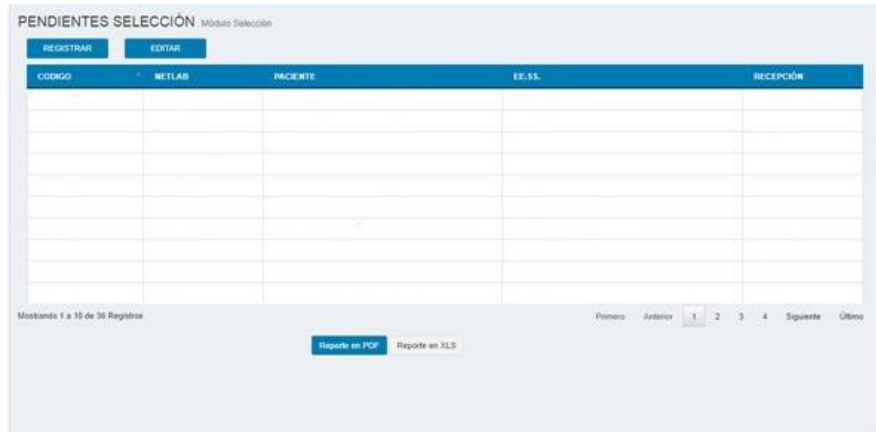 PENDIENTES SELECCIÓN Módulo Selección
REGISTRAR EDITAR
CODIGO NETLAB PACIENTE EE.SS. RECEPCIÓN
Mostrando 1 a 10 de 36 Registros Primero Anterior 1 2 3 4 Siguiente Último
Reporte en PDF Reporte en XLS